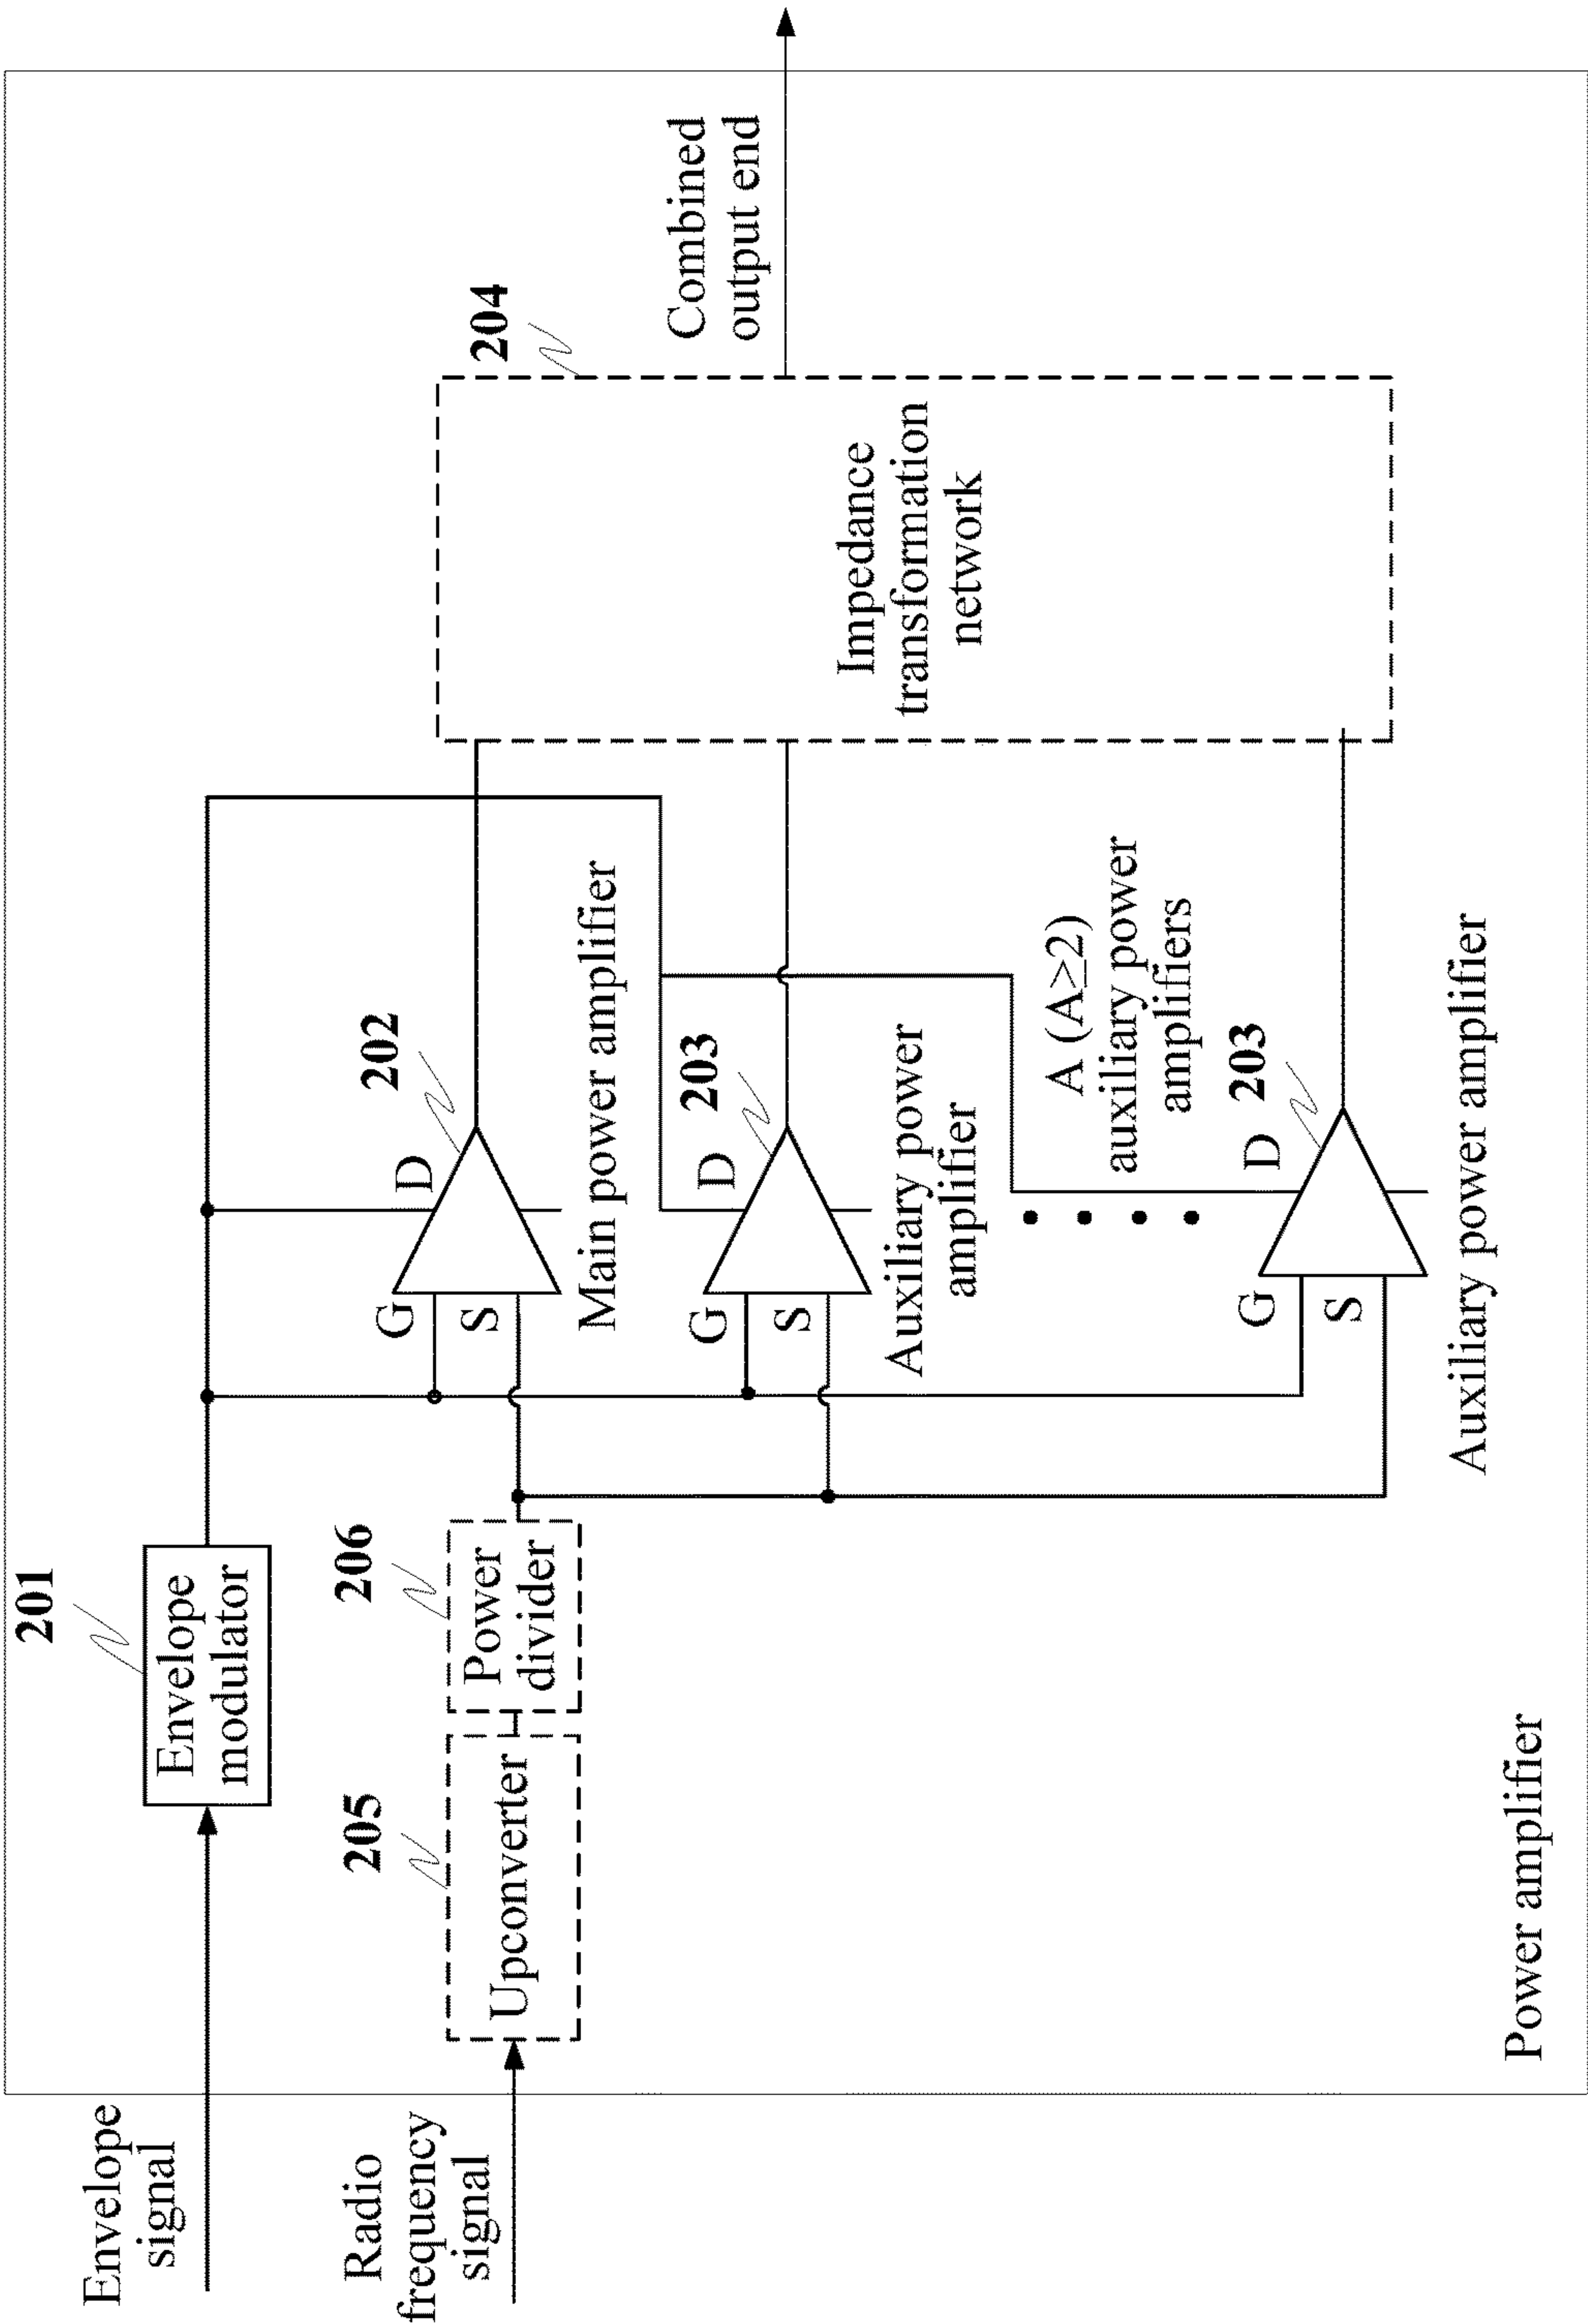 Envelope
signal
201
Envelope
modulator
Radio
frequency
signal
205
Upconverter
206
Power
divider
G
S
D
202
Main power amplifier
G
S
D
203
Auxiliary power
amplifier
A (A≥2)
auxiliary power
amplifiers
G
S
D
203
Auxiliary power amplifier
204
Impedance
transformation
network
Combined
output end
Power amplifier